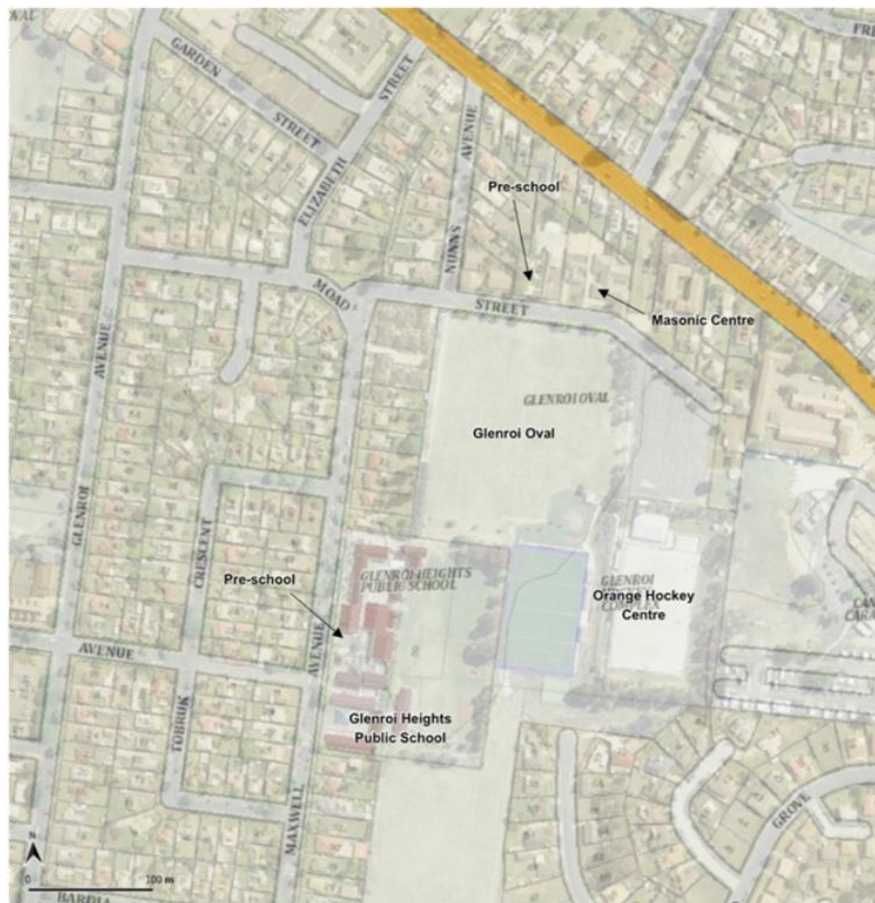 GARDEN
STREET
STREET
ELIZABETH
AVENUE
NUNNS
Pre-school
MOAD
STREET
Masonic Centre
AVENUE
GLENROI
GLENROI OVAL
Glenroi Oval
CRESCENT
Pre-school
GLENROI HEIGHTS
PUBLIC SCHOOL
GLENROI
Orange Hockey
Centre
COMPLEX
AVENUE
AVENUE
TOBRUK
Glenroi Heights
Public School
MAXWELL
GROVE
N
0
100 m
BARDIA